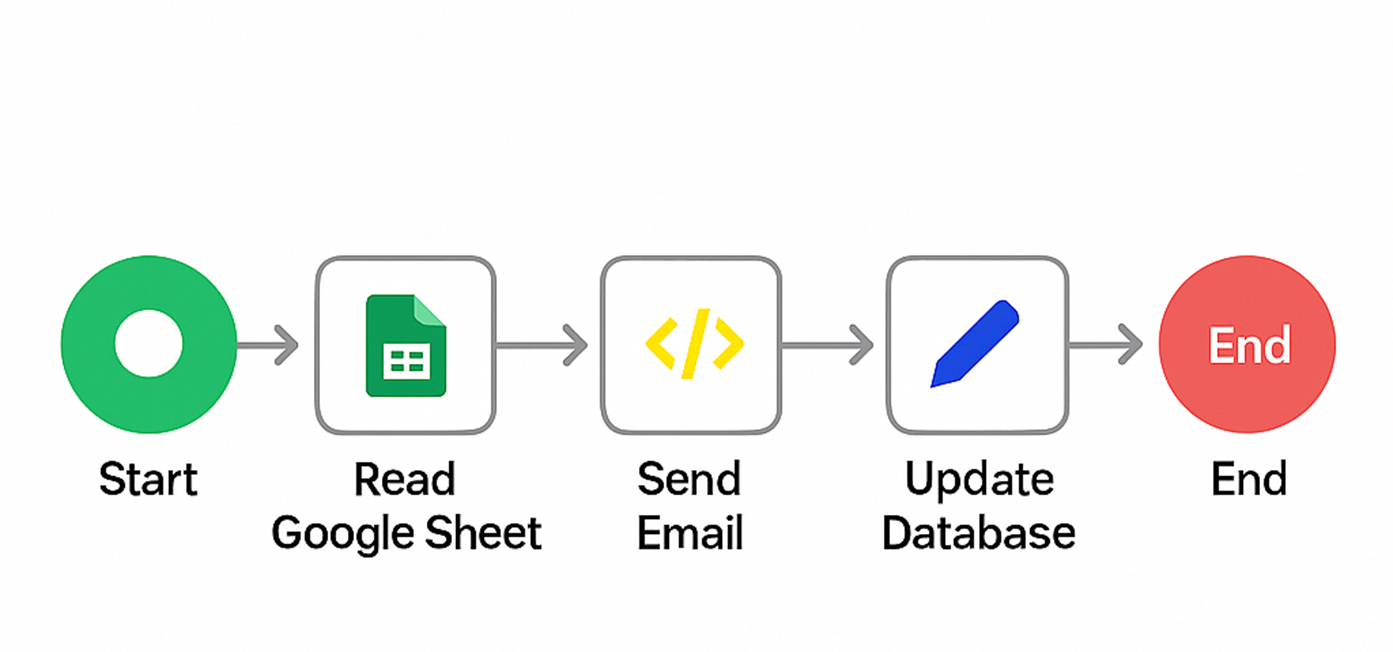 End
Start
Read
Google Sheet
Send
Email
Update
Database
End